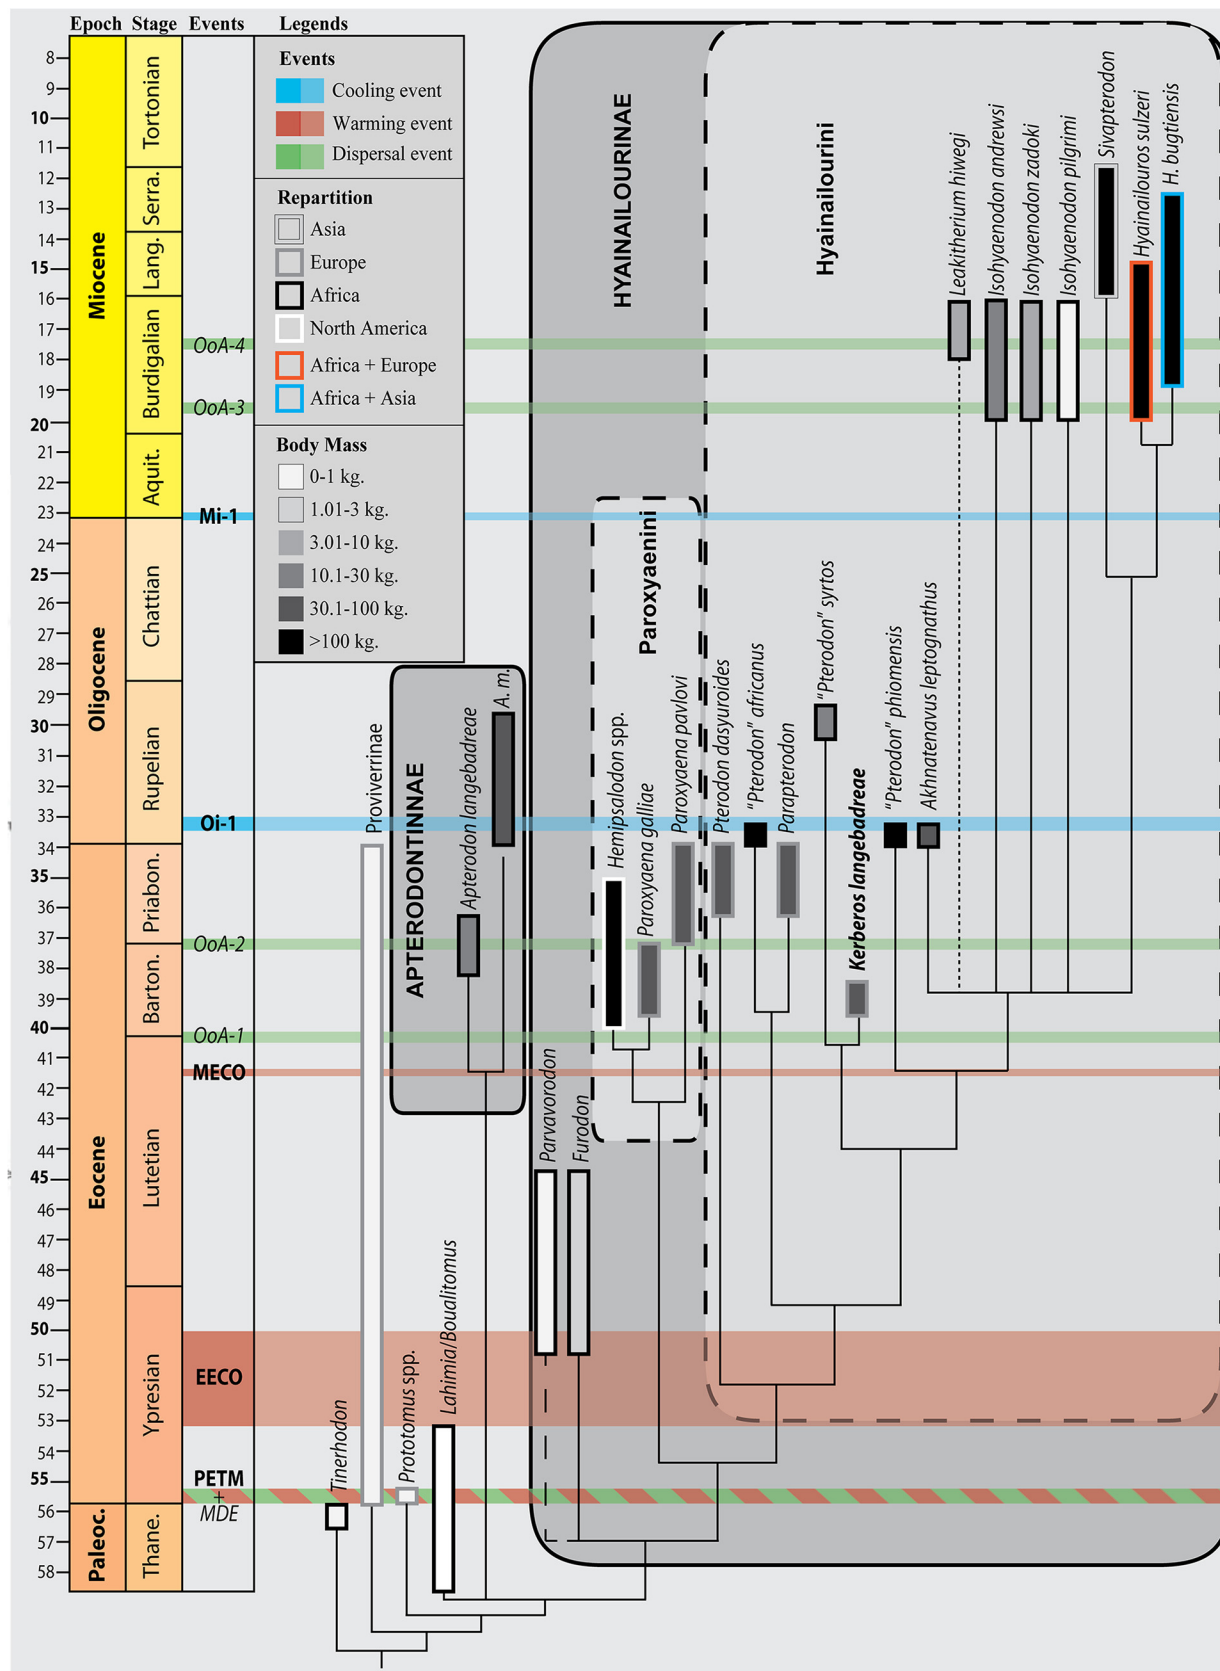 Epoch Stage Events Legends
8
9
10
11
12
13
14
15
16
17
18
19
20
21
22
23
24
25
26
27
28
29
30
31
32
33
34
35
36
37
38
39
40
41
42
43
44
45
46
47
48
49
50
51
52
53
54
55
56
57
58
Miocene
Oligocene
Eocene
Paleoc.
Tortonian
Serra.
Lang.
Burdigalian
Aquit.
Chattian
Rupelian
Priabon.
Barton.
Lutetian
Ypresian
Thane.
OoA-4
OoA-3
Mi-1
Oi-1
OoA-2
OoA-1
MECO
EECO
PETM
+
MDE
Events
Cooling event
Warming event
Dispersal event
Repartition
Asia
Europe
Africa
North America
Africa + Europe
Africa + Asia
Body Mass
0-1 kg.
1.01-3 kg.
3.01-10 kg.
10.1-30 kg.
30.1-100 kg.
>100 kg.
Tinerhodon
Proviverrinae
Prototomus spp.
Lahimia/Boualitomus
APTERODONTINNAE
Apterodon langebadreae
A. m.
HYAINAILOURINAE
Parvavorodon
Furodon
Paroxyaenini
Hemipsalodon spp.
Paroxyaena galliae
Paroxyaena pavlovi
Hyainailourini
Pterodon dasyuroides
“Pterodon” africanus
Parapterodon
“Pterodon” syrtos
Kerberos langebadreae
“Pterodon” phiomensis
Akhnatenavus leptognathus
Leakitherium hiwegi
Isohyaenodon andrewsi
Isohyaenodon zadoki
Isohyaenodon pilgrimi
Sivapterodon
Hyainailouros sulzeri
H. bugtiensis